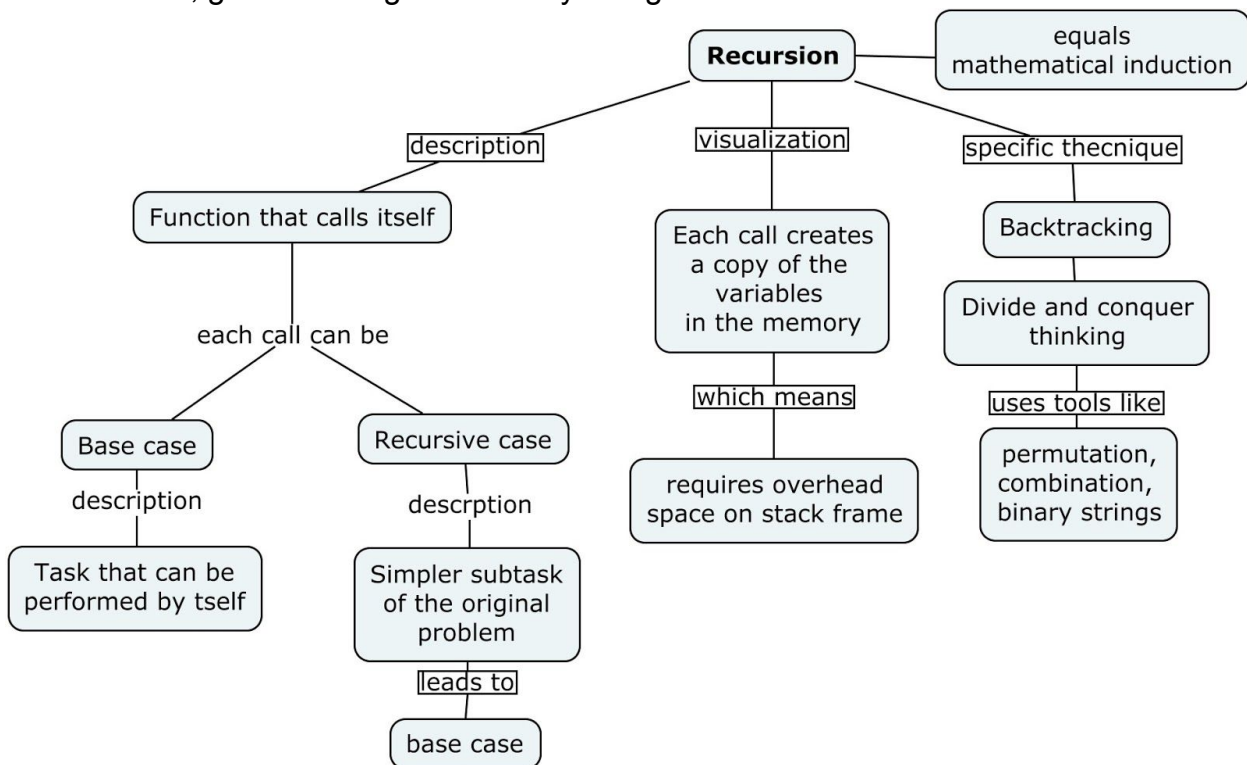 Recursion
equals
mathematical induction
description
visualization
specific thecnique
Function that calls itself
Each call creates
a copy of the
variables
in the memory
Backtracking
Divide and conquer
thinking
each call can be
which means
uses tools like
Base case
Recursive case
permutation,
combination,
binary strings
requires overhead
space on stack frame
description
descrption
Task that can be
performed by tself
Simpler subtask
of the original
problem
leads to
base case